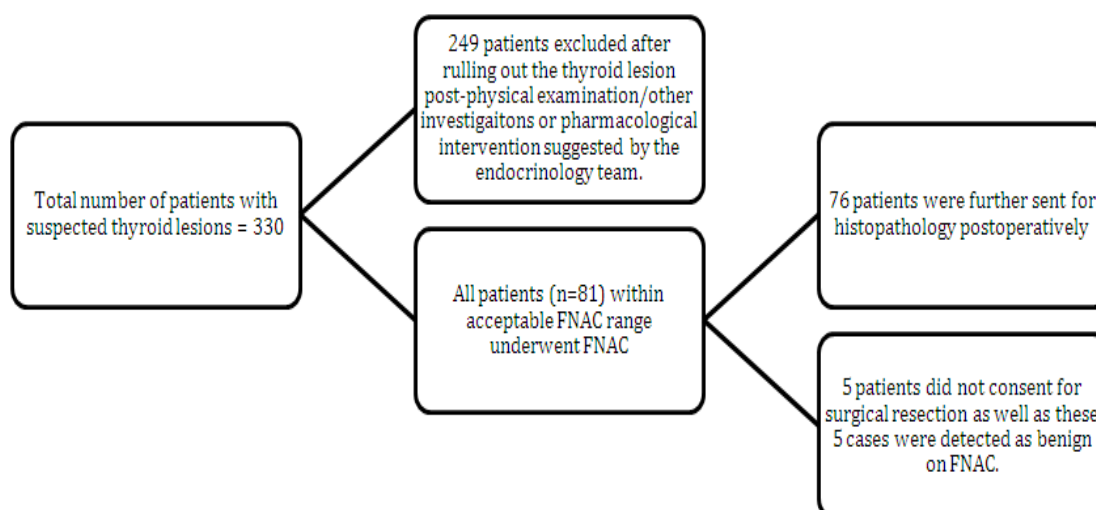 Total number of patients with
suspected thyroid lesions = 330
249 patients excluded after
rulling out the thyroid lesion
post-physical examination/other
investigaitons or pharmacological
intervention suggested by the
endocrinology team.
All patients (n=81) within
acceptable FNAC range
underwent FNAC
76 patients were further sent for
histopathology postoperatively
5 patients did not consent for
surgical resection as well as these
5 cases were detected as benign
on FNAC.